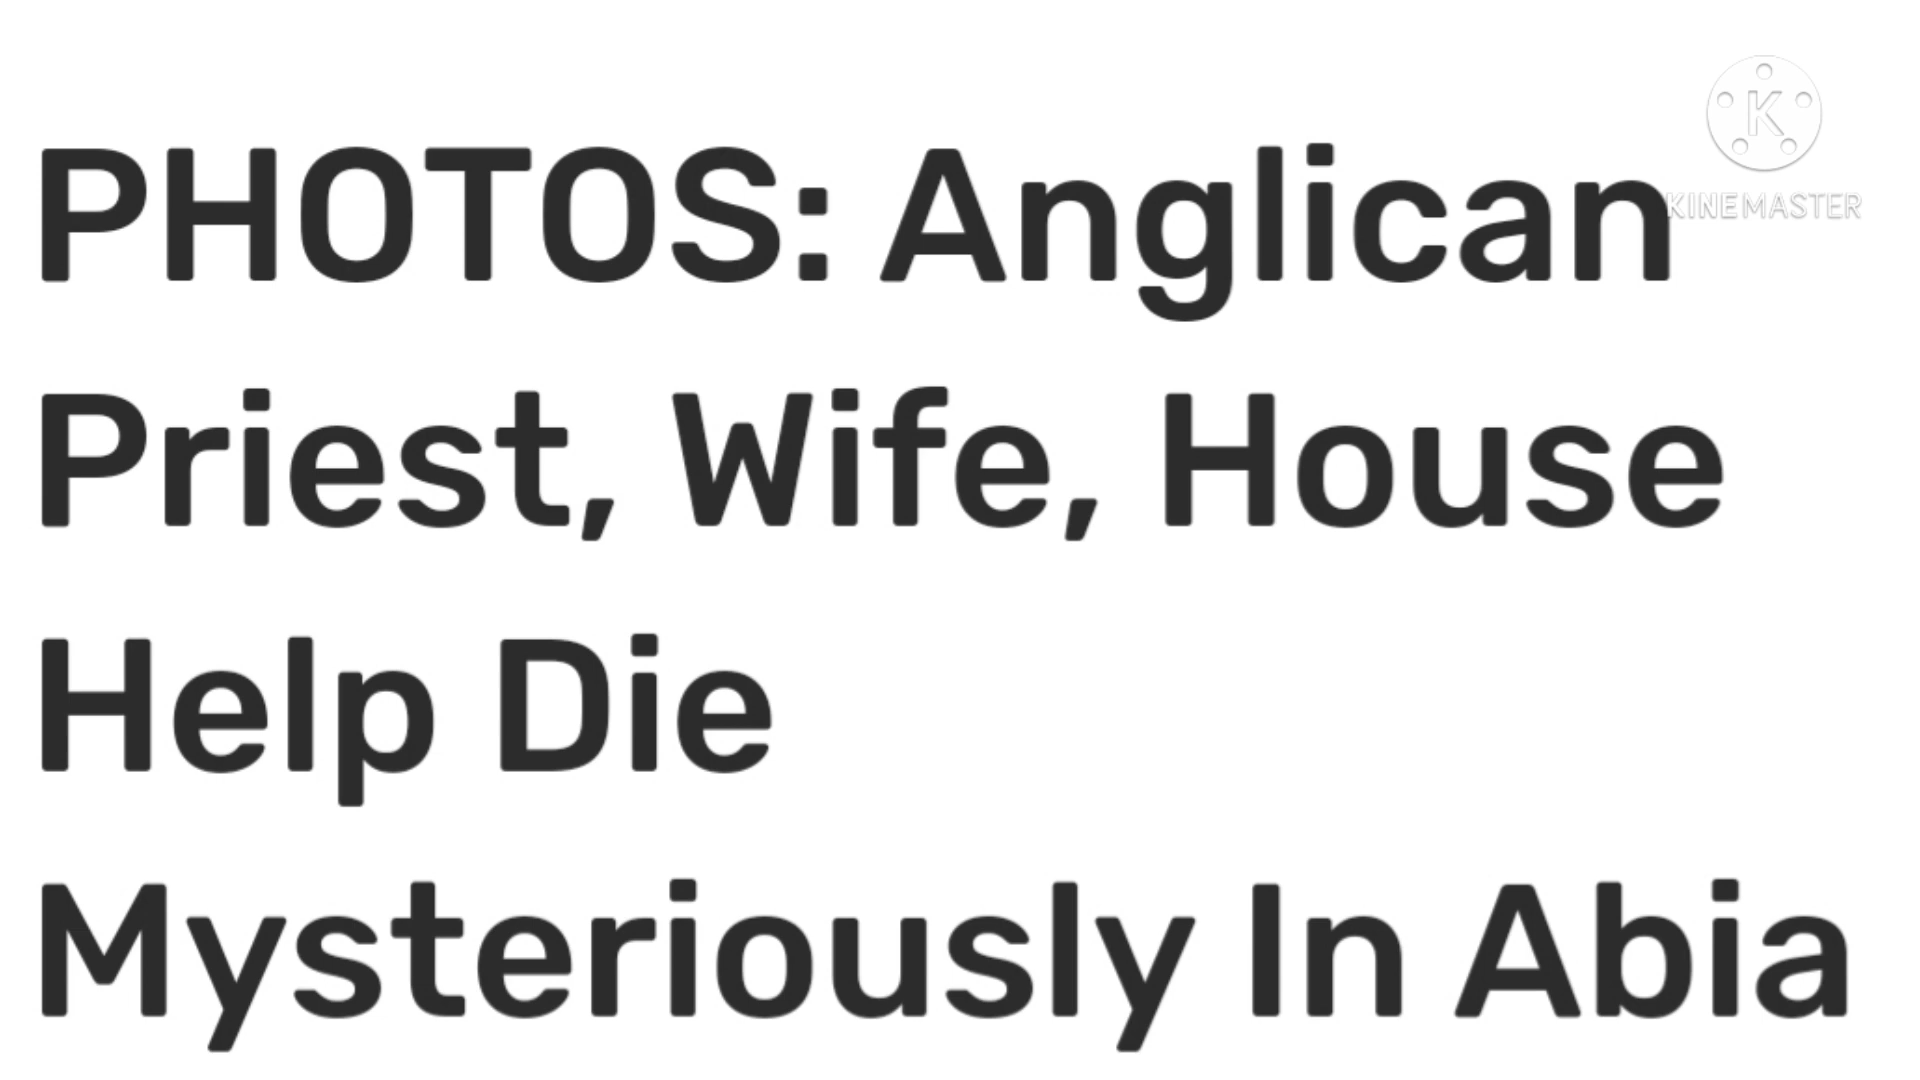 PHOTOS: Anglican
Priest, Wife, House
Help Die
Mysteriously In Abia
K
KINEMASTER